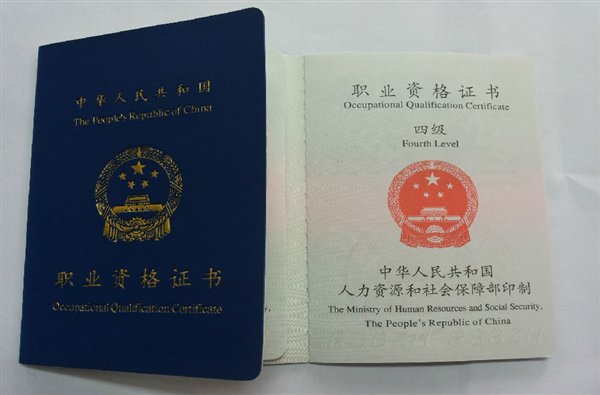 中华人民共和国
The People's Republic of China
职业资格证书
Occupational Qualification Certificate
职业资格证书
Occupational Qualification Certificate
四级
Fourth Level
中华人民共和国
人力资源和社会保障部印制
The Ministry of Human Resources and Social Security,
The People's Republic of China